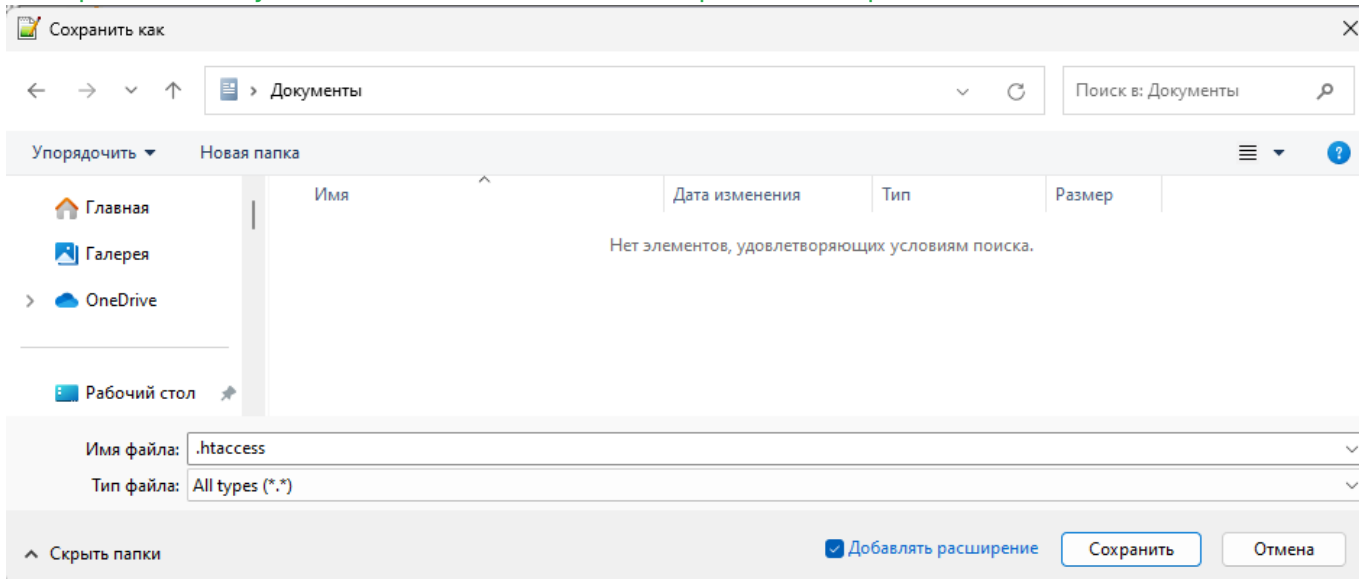 Сохранить как
Документы
Поиск в: Документы
Упорядочить
Новая папка
?
Имя
Дата изменения
Тип
Размер
Главная
Нет элементов, удовлетворяющих условиям поиска.
Галерея
OneDrive
Рабочий стол
Имя файла: .htaccess
Тип файла: All types (*.*)
Скрыть папки
Добавлять расширение
Сохранить
Отмена